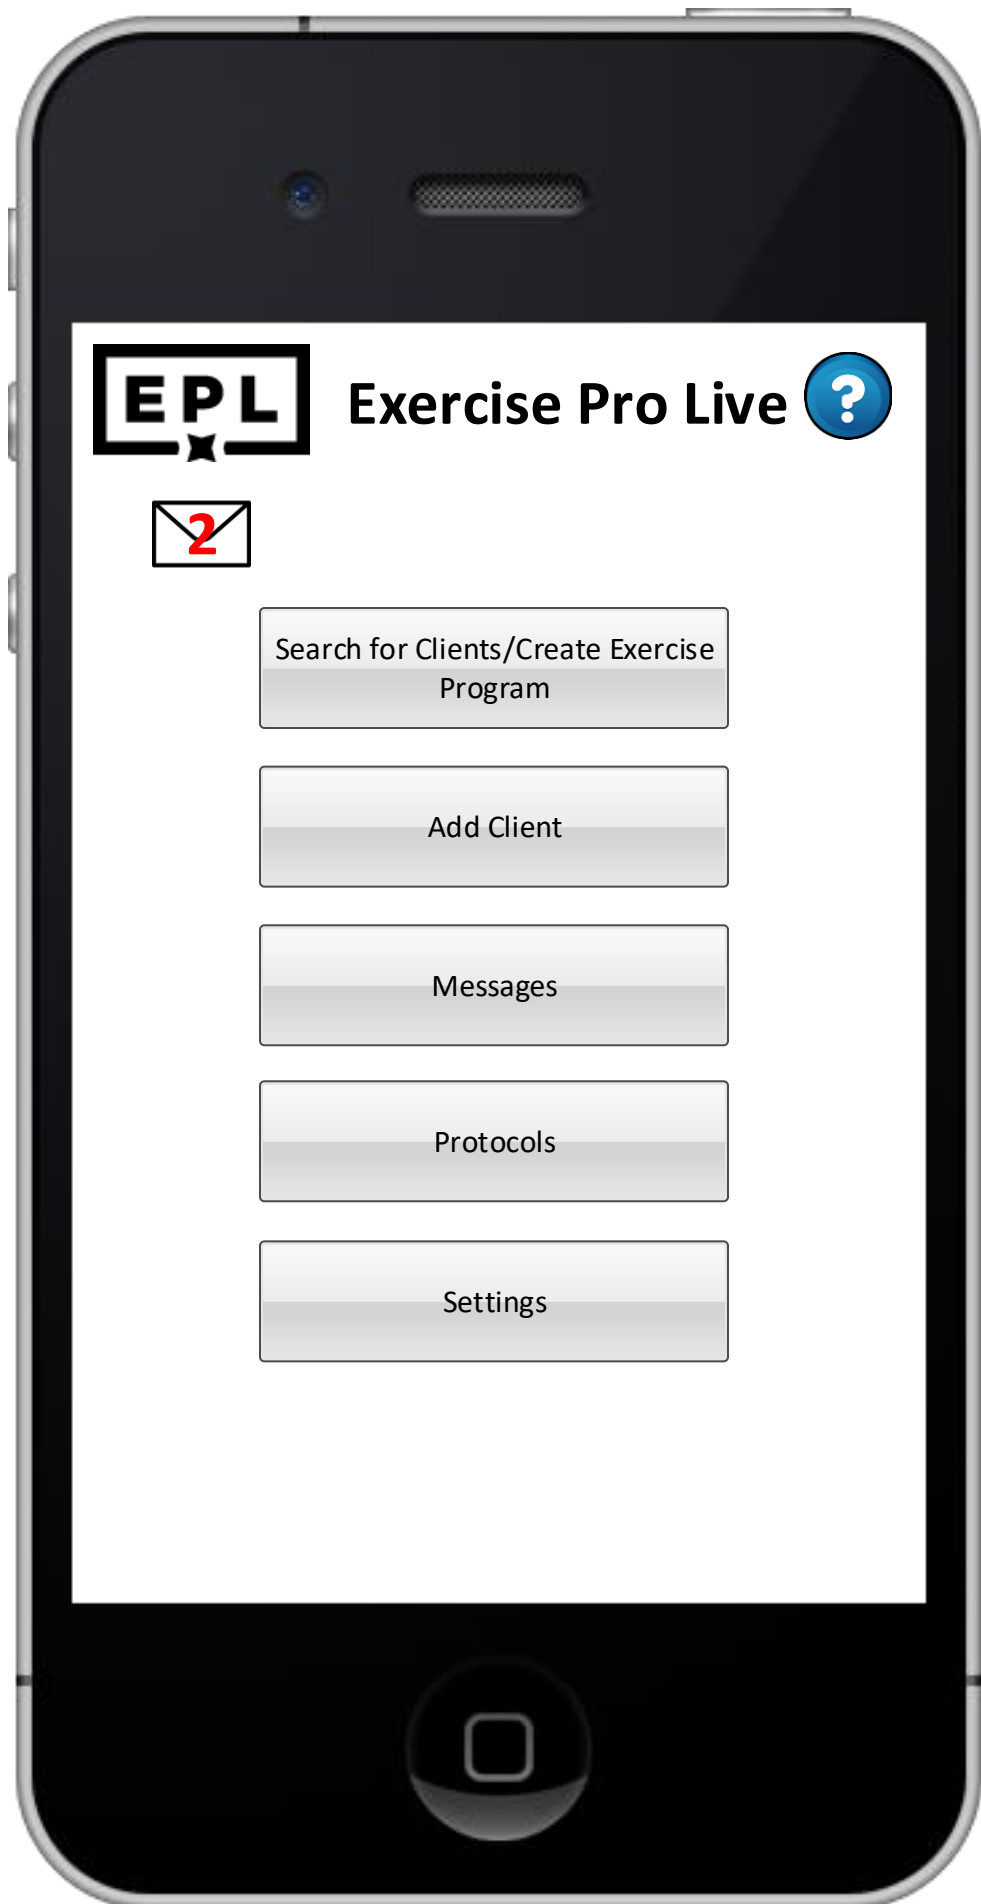 EPL
Exercise Pro Live ?
2
Search for Clients/Create Exercise
Program
Add Client
Messages
Protocols
Settings